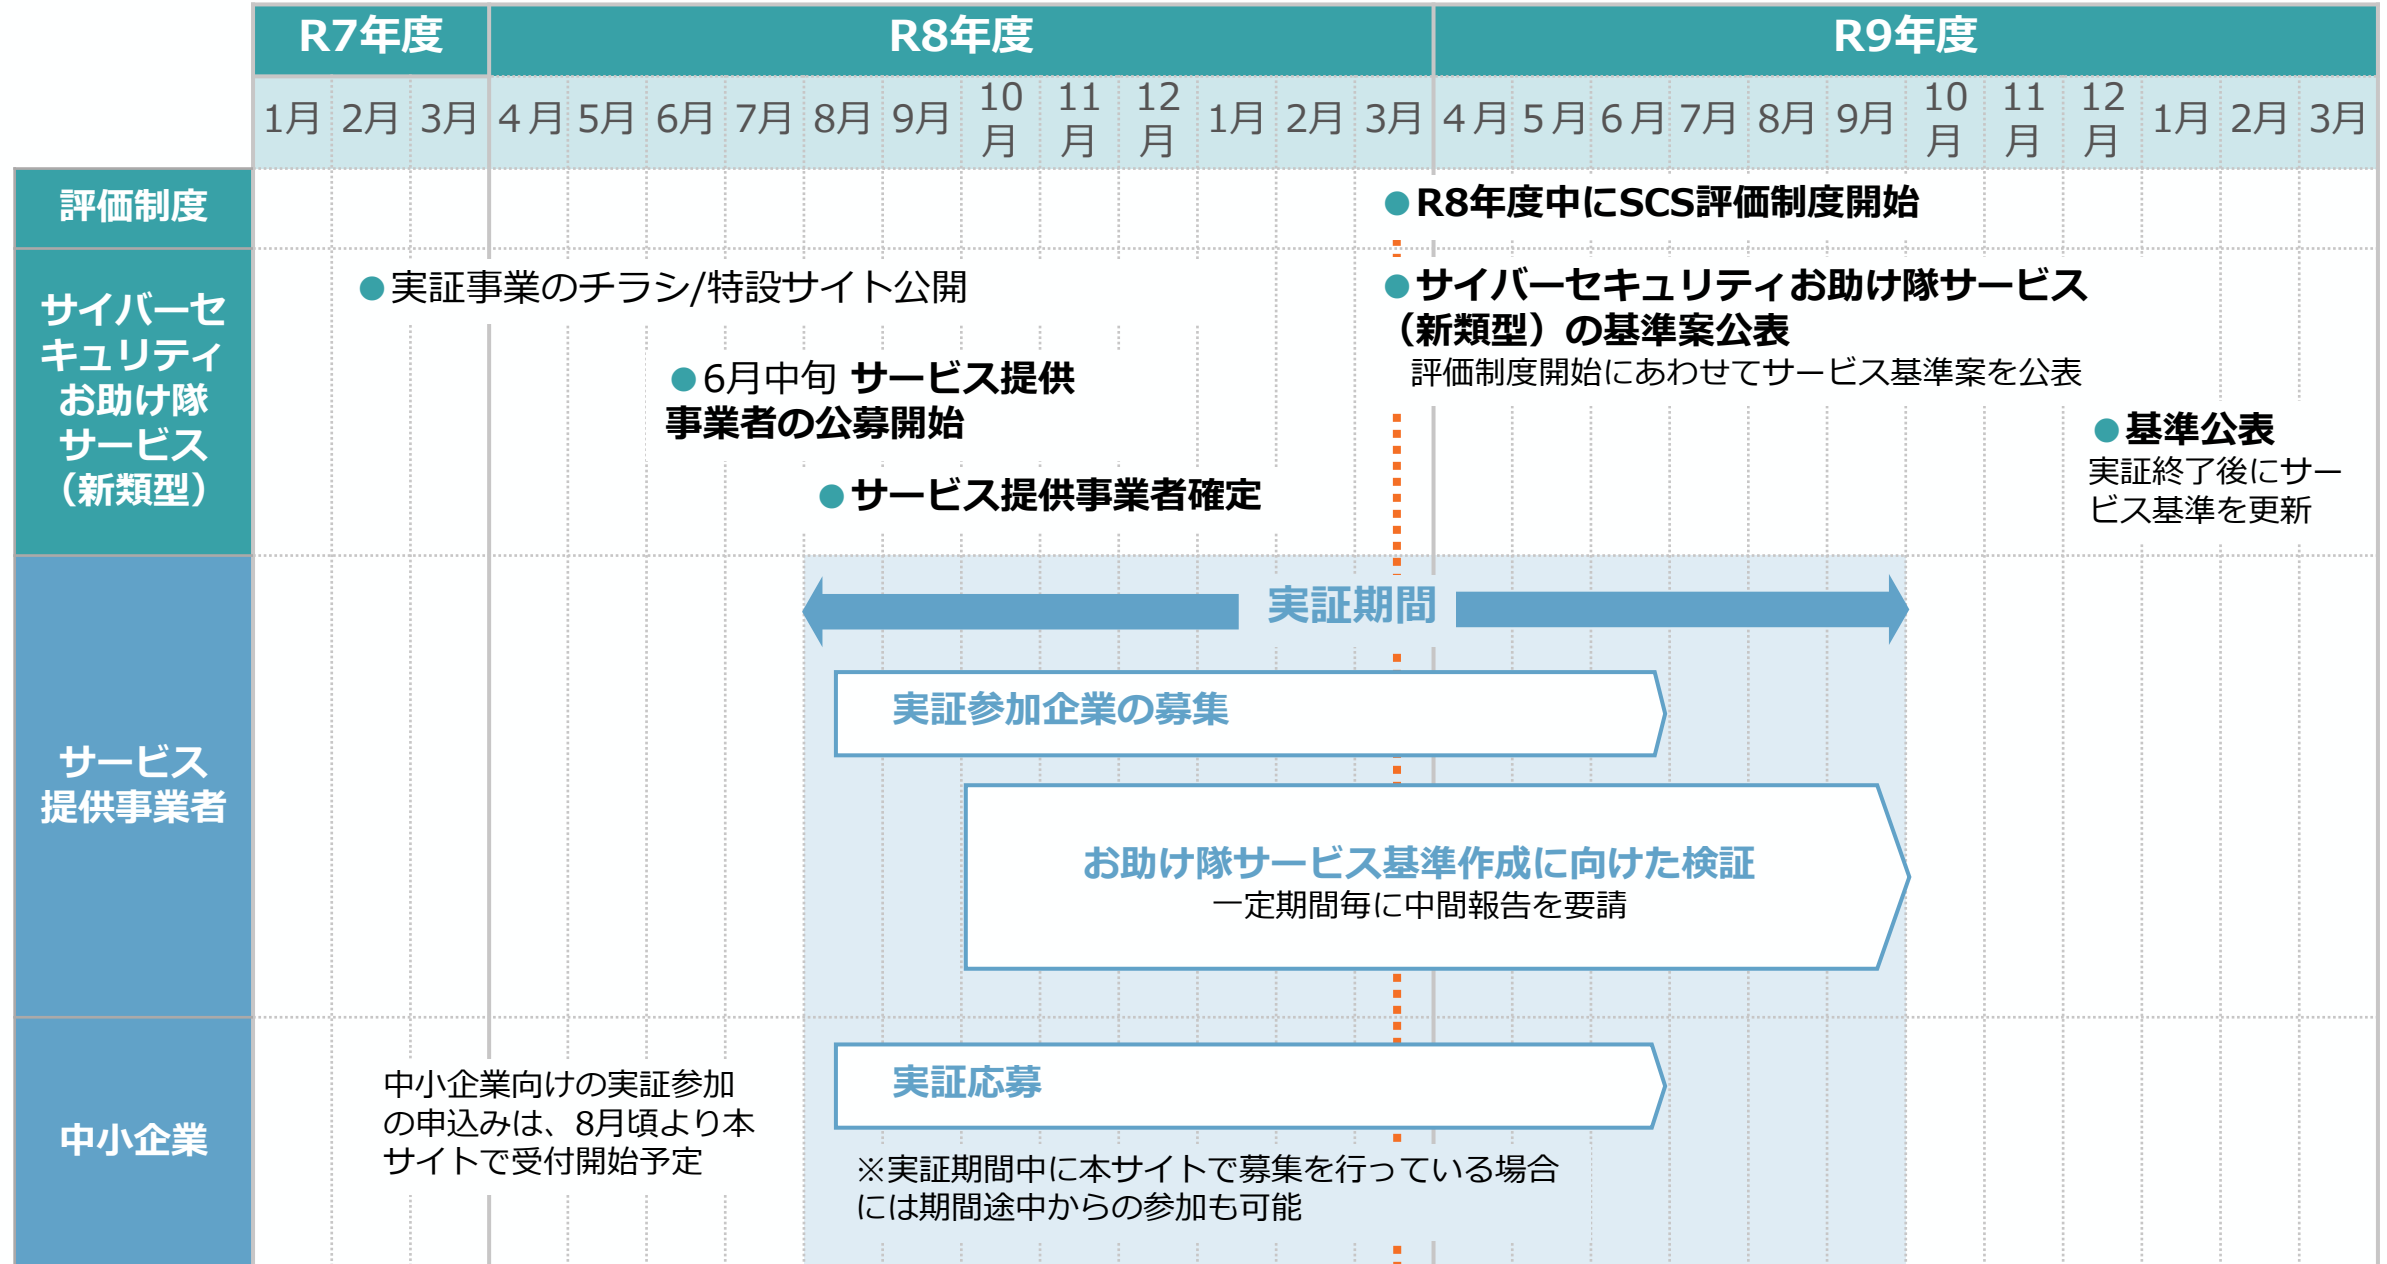 R7年度 R8年度 R9年度
1月 2月 3月 4月 5月 6月 7月 8月 9月 10月 11月 12月 1月 2月 3月 4月 5月 6月 7月 8月 9月 10月 11月 12月 1月 2月 3月
評価制度
●R8年度中にSCS評価制度開始
サイバーセ
キュリティ
お助け隊
サービス
（新類型）
●実証事業のチラシ/特設サイト公開
●6月中旬 サービス提供
事業者の公募開始
●サービス提供事業者確定
●サイバーセキュリティお助け隊サービス
（新類型）の基準案公表
評価制度開始にあわせてサービス基準案を公表
●基準公表
実証終了後にサー
ビス基準を更新
サービス
提供事業者
実証期間
実証参加企業の募集
お助け隊サービス基準作成に向けた検証
一定期間毎に中間報告を要請
中小企業
中小企業向けの実証参加
の申込みは、8月頃より本
サイトで受付開始予定
実証応募
※実証期間中に本サイトで募集を行っている場合
には期間途中からの参加も可能